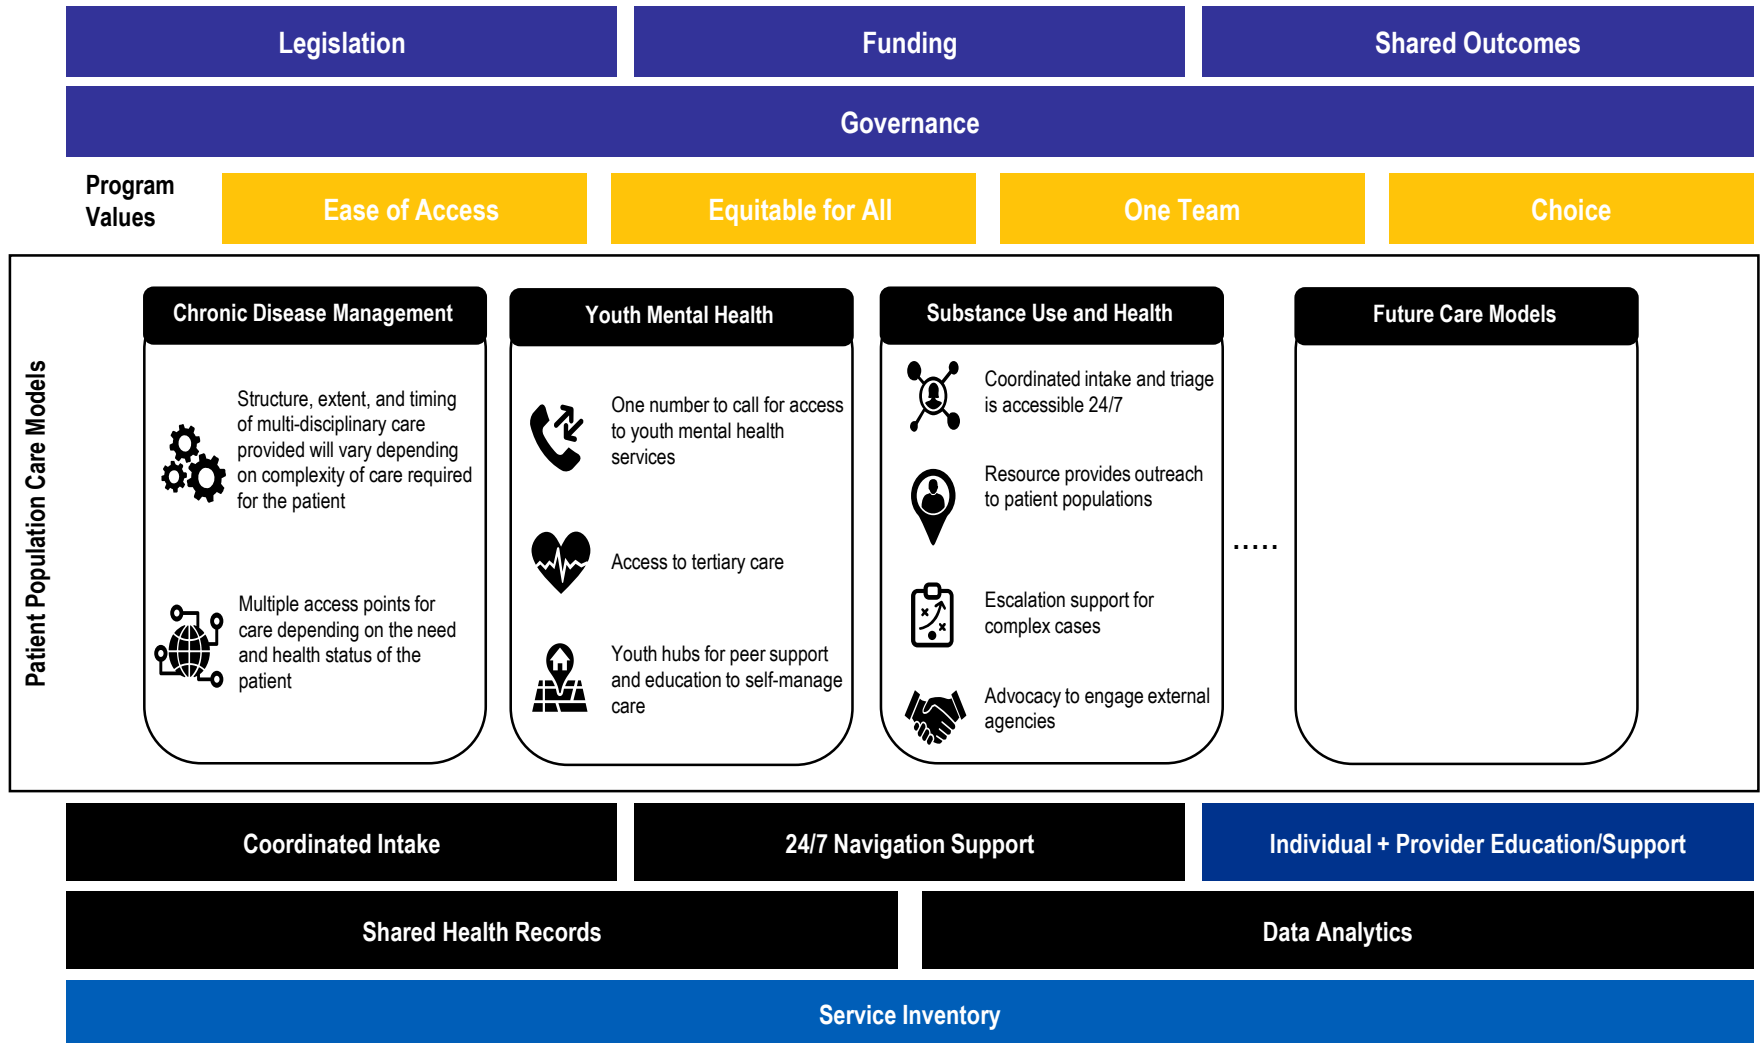 Legislation
Funding
Shared Outcomes
Governance
Program
Values
Ease of Access
Equitable for All
One Team
Choice
Patient Population Care Models
Chronic Disease Management
Structure, extent, and timing
of multi-disciplinary care
provided will vary depending
on complexity of care required
for the patient
Multiple access points for
care depending on the need
and health status of the
patient
Youth Mental Health
One number to call for access
to youth mental health
services
Access to tertiary care
Youth hubs for peer support
and education to self-manage
care
Substance Use and Health
Coordinated intake and triage
is accessible 24/7
Resource provides outreach
to patient populations
Escalation support for
complex cases
Advocacy to engage external
agencies
.....
Future Care Models
Coordinated Intake
24/7 Navigation Support
Individual + Provider Education/Support
Shared Health Records
Data Analytics
Service Inventory